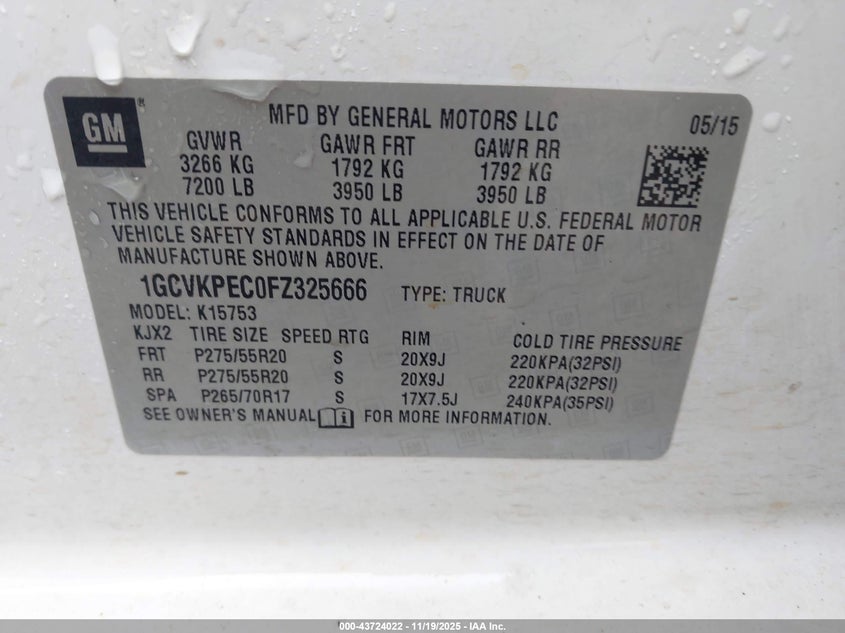 GM ® MFD BY GENERAL MOTORS LLC 05/15
GVWR GAWR FRT GAWR RR
3266 KG 1792 KG 1792 KG
7200 LB 3950 LB 3950 LB
THIS VEHICLE CONFORMS TO ALL APPLICABLE U.S. FEDERAL MOTOR
VEHICLE SAFETY STANDARDS IN EFFECT ON THE DATE OF
MANUFACTURE SHOWN ABOVE.
1GCVKPEC0FZ325666 TYPE: TRUCK
MODEL: K15753
KJX2 TIRE SIZE SPEED RTG RIM COLD TIRE PRESSURE
FRT P275/55R20 S 20X9J 220KPA(32PSI)
RR P275/55R20 S 20X9J 220KPA(32PSI)
SPA P265/70R17 S 17X7.5J 240KPA(35PSI)
SEE OWNER'S MANUAL FOR MORE INFORMATION.
000-43724022 - 11/19/2025 - IAA Inc.